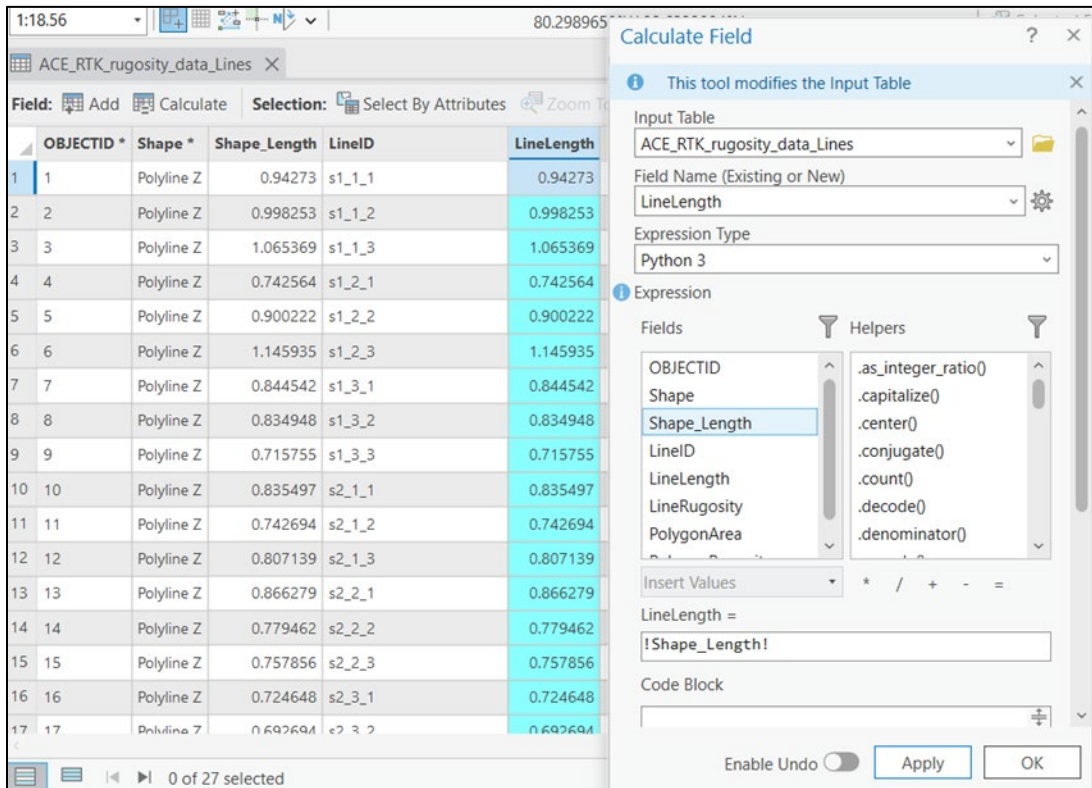 1:18.56
80.298965
ACE_RTK_rugosity_data_Lines
Field: Add Calculate Selection: Select By Attributes Zoom
OBJECTID * Shape * Shape_Length LineID LineLength
1 1 Polyline Z 0.94273 s1_1_1 0.94273
2 2 Polyline Z 0.998253 s1_1_2 0.998253
3 3 Polyline Z 1.065369 s1_1_3 1.065369
4 4 Polyline Z 0.742564 s1_2_1 0.742564
5 5 Polyline Z 0.900222 s1_2_2 0.900222
6 6 Polyline Z 1.145935 s1_2_3 1.145935
7 7 Polyline Z 0.844542 s1_3_1 0.844542
8 8 Polyline Z 0.834948 s1_3_2 0.834948
9 9 Polyline Z 0.715755 s1_3_3 0.715755
10 10 Polyline Z 0.835497 s2_1_1 0.835497
11 11 Polyline Z 0.742694 s2_1_2 0.742694
12 12 Polyline Z 0.807139 s2_1_3 0.807139
13 13 Polyline Z 0.866279 s2_2_1 0.866279
14 14 Polyline Z 0.779462 s2_2_2 0.779462
15 15 Polyline Z 0.757856 s2_2_3 0.757856
16 16 Polyline Z 0.724648 s2_3_1 0.724648
17 17 Polyline Z 0.692694 s2_3_2 0.692694
0 of 27 selected
Calculate Field ? ×
This tool modifies the Input Table
Input Table
ACE_RTK_rugosity_data_Lines
Field Name (Existing or New)
LineLength
Expression Type
Python 3
Expression
Fields Helpers
OBJECTID .as_integer_ratio()
Shape .capitalize()
Shape_Length .center()
LineID .conjugate()
LineLength .count()
LineRugosity .decode()
PolygonArea .denominator()
Insert Values * / + - =
LineLength =
!Shape_Length!
Code Block
Enable Undo Apply OK